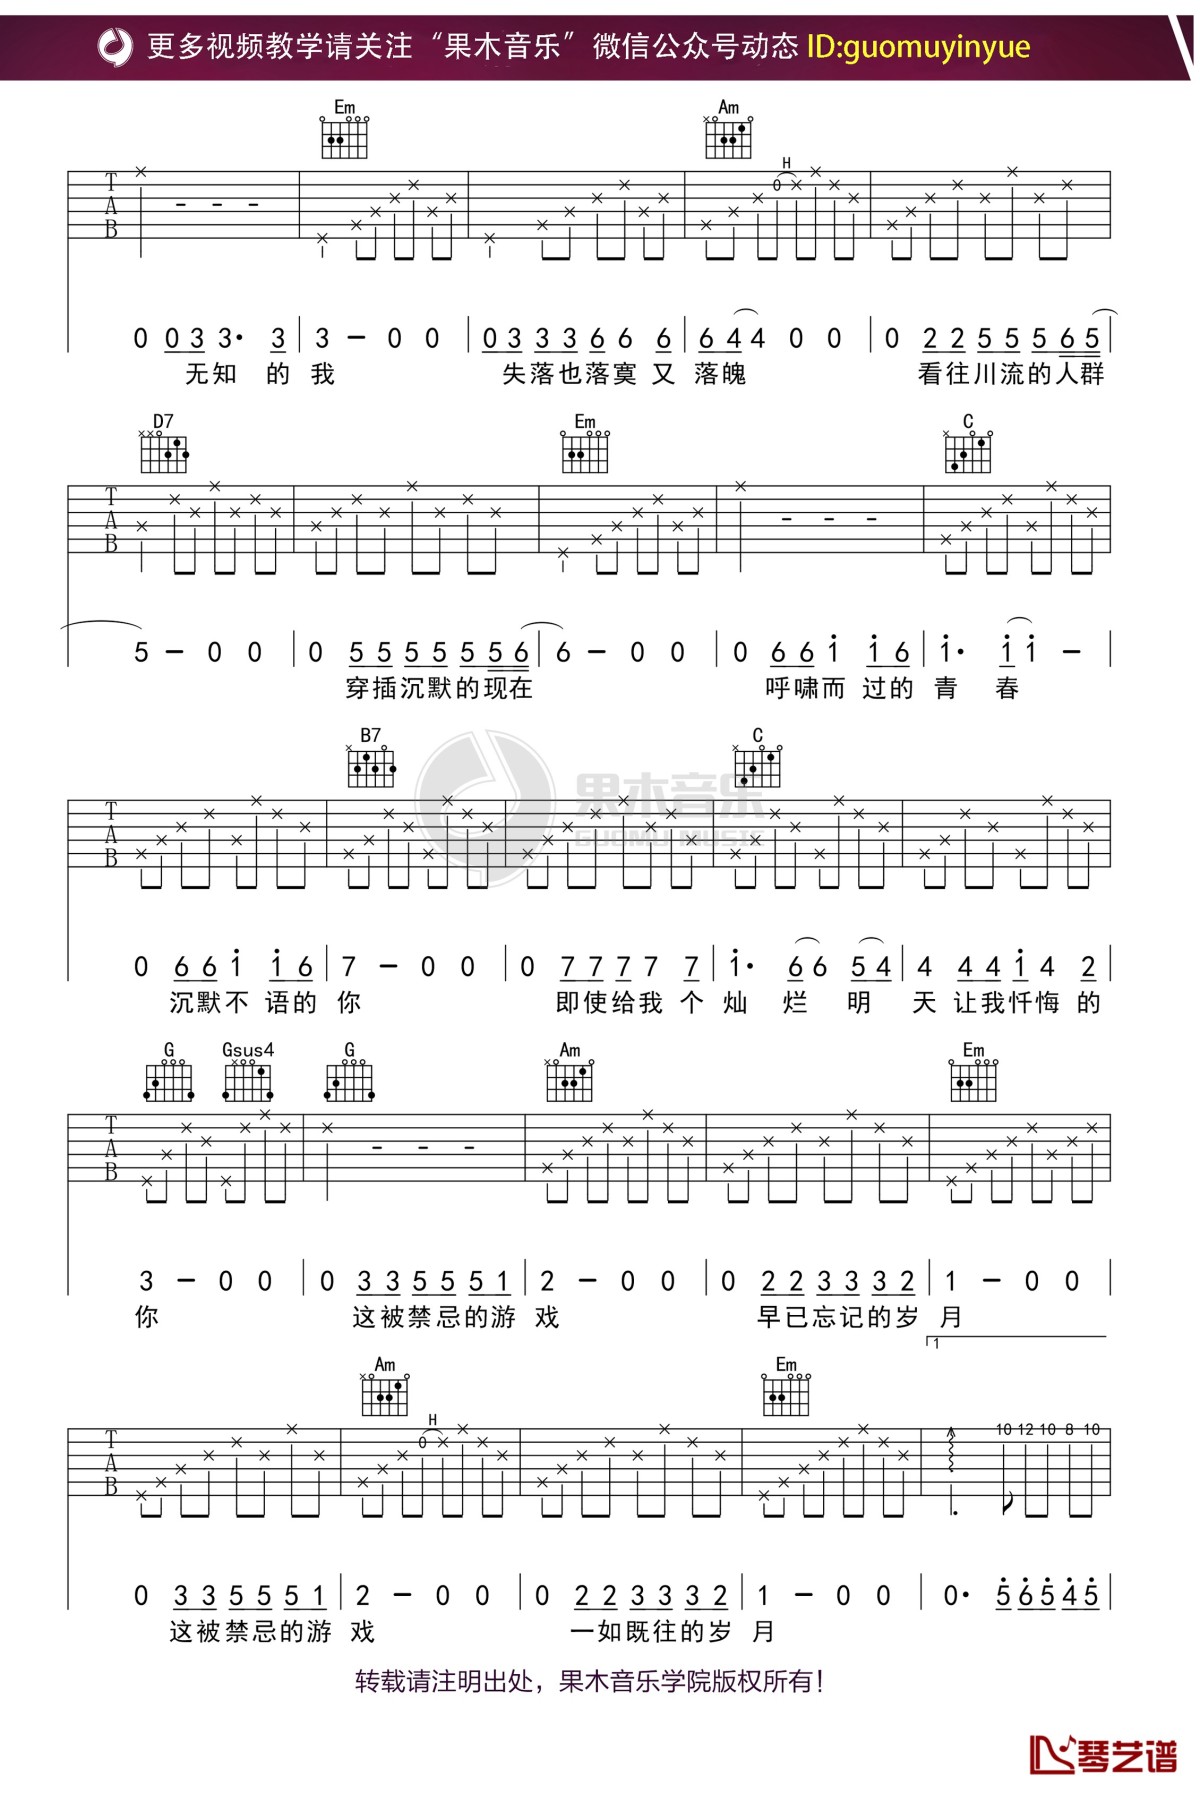 更多视频教学请关注“果木音乐”微信公众号动态 ID:guomuyinyue
Em Am
H
T A B
0 0 3 3· 3 | 3 – 0 0 | 0 3 3 3 6 6 6 | 6 4 4 0 0 | 0 2 2 5 5 5 6 5
无知 的 我 失落也落寞 又 落魄 看往川流的人群
D7 Em C
T A B
5 – 0 0 | 0 5 5 5 5 5 5 6 | 6 – 0 0 | 0 6 6 1 1 6 | 1· 1 1 – |
穿插沉默的现在 呼啸而 过的 青 春
B7 C
果木音乐
GUOMU MUSIC
T A B
0 6 6 1 1 6 | 7 – 0 0 | 0 7 7 7 7 7 | 1· 6 6 5 4 | 4 4 4 1 4 2 |
沉默不 语的 你 即使给我 个 灿 烂 明 天 让我忏悔 的
G Gsus4 G Am Em
T A B
3 – 0 0 | 0 3 3 5 5 5 1 | 2 – 0 0 | 0 2 2 3 3 3 2 | 1 – 0 0
你 这被禁忌的游 戏 早已忘记的岁 月
1
Am Em
H 0 10 12 10 8 10
T A B
0 3 3 5 5 5 1 | 2 – 0 0 | 0 2 2 3 3 3 2 | 1 – 0 0 | 0· 5 6 5 4 5
这被禁忌的游 戏 一如既往的岁 月
转载请注明出处，果木音乐学院版权所有！
琴艺谱